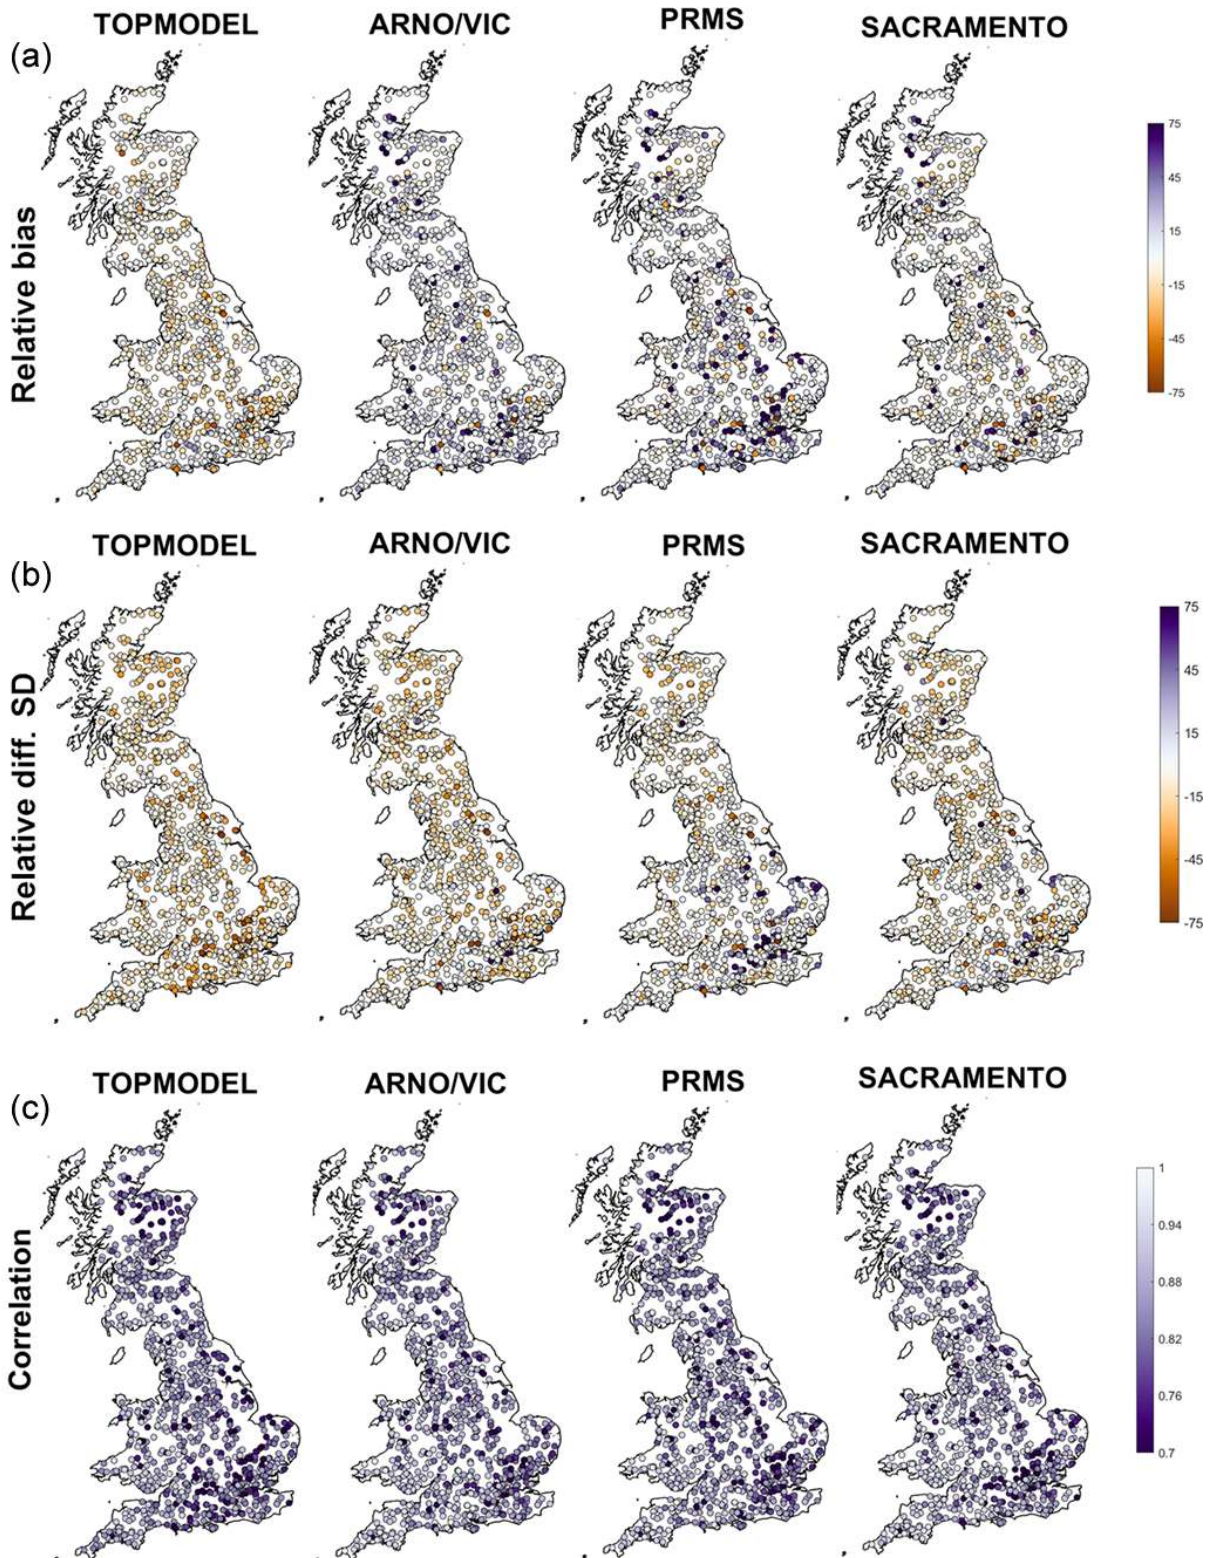 TOPMODEL ARNO/VIC PRMS SACRAMENTO
(a)
Relative bias
75
45
15
-15
-45
-75
TOPMODEL ARNO/VIC PRMS SACRAMENTO
(b)
Relative diff. SD
75
45
15
-15
-45
-75
TOPMODEL ARNO/VIC PRMS SACRAMENTO
(c)
Correlation
1
0.94
0.88
0.82
0.76
0.7